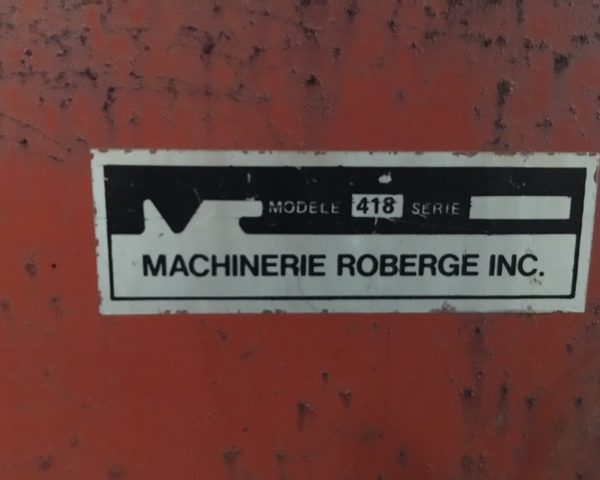 MODELE 418 SERIE
MACHINERIE ROBERGE INC.